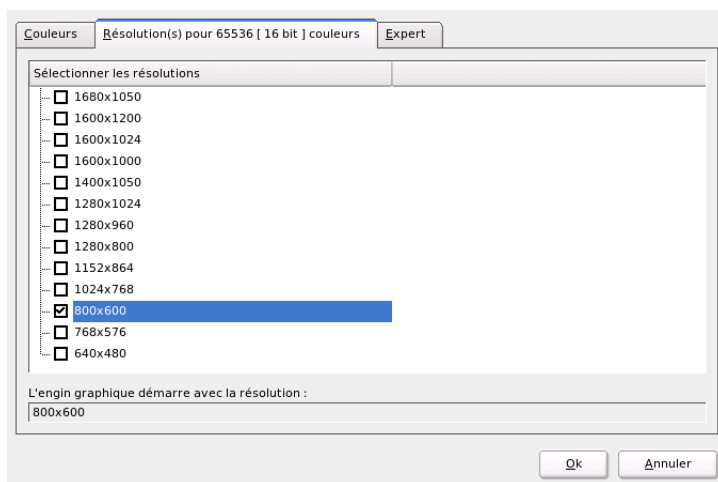 Couleurs Résolution(s) pour 65536 [ 16 bit ] couleurs Expert
Sélectionner les résolutions
1680x1050
1600x1200
1600x1024
1600x1000
1400x1050
1280x1024
1280x960
1280x800
1152x864
1024x768
800x600
768x576
640x480
L'engin graphique démarre avec la résolution :
800x600
Ok Annuler